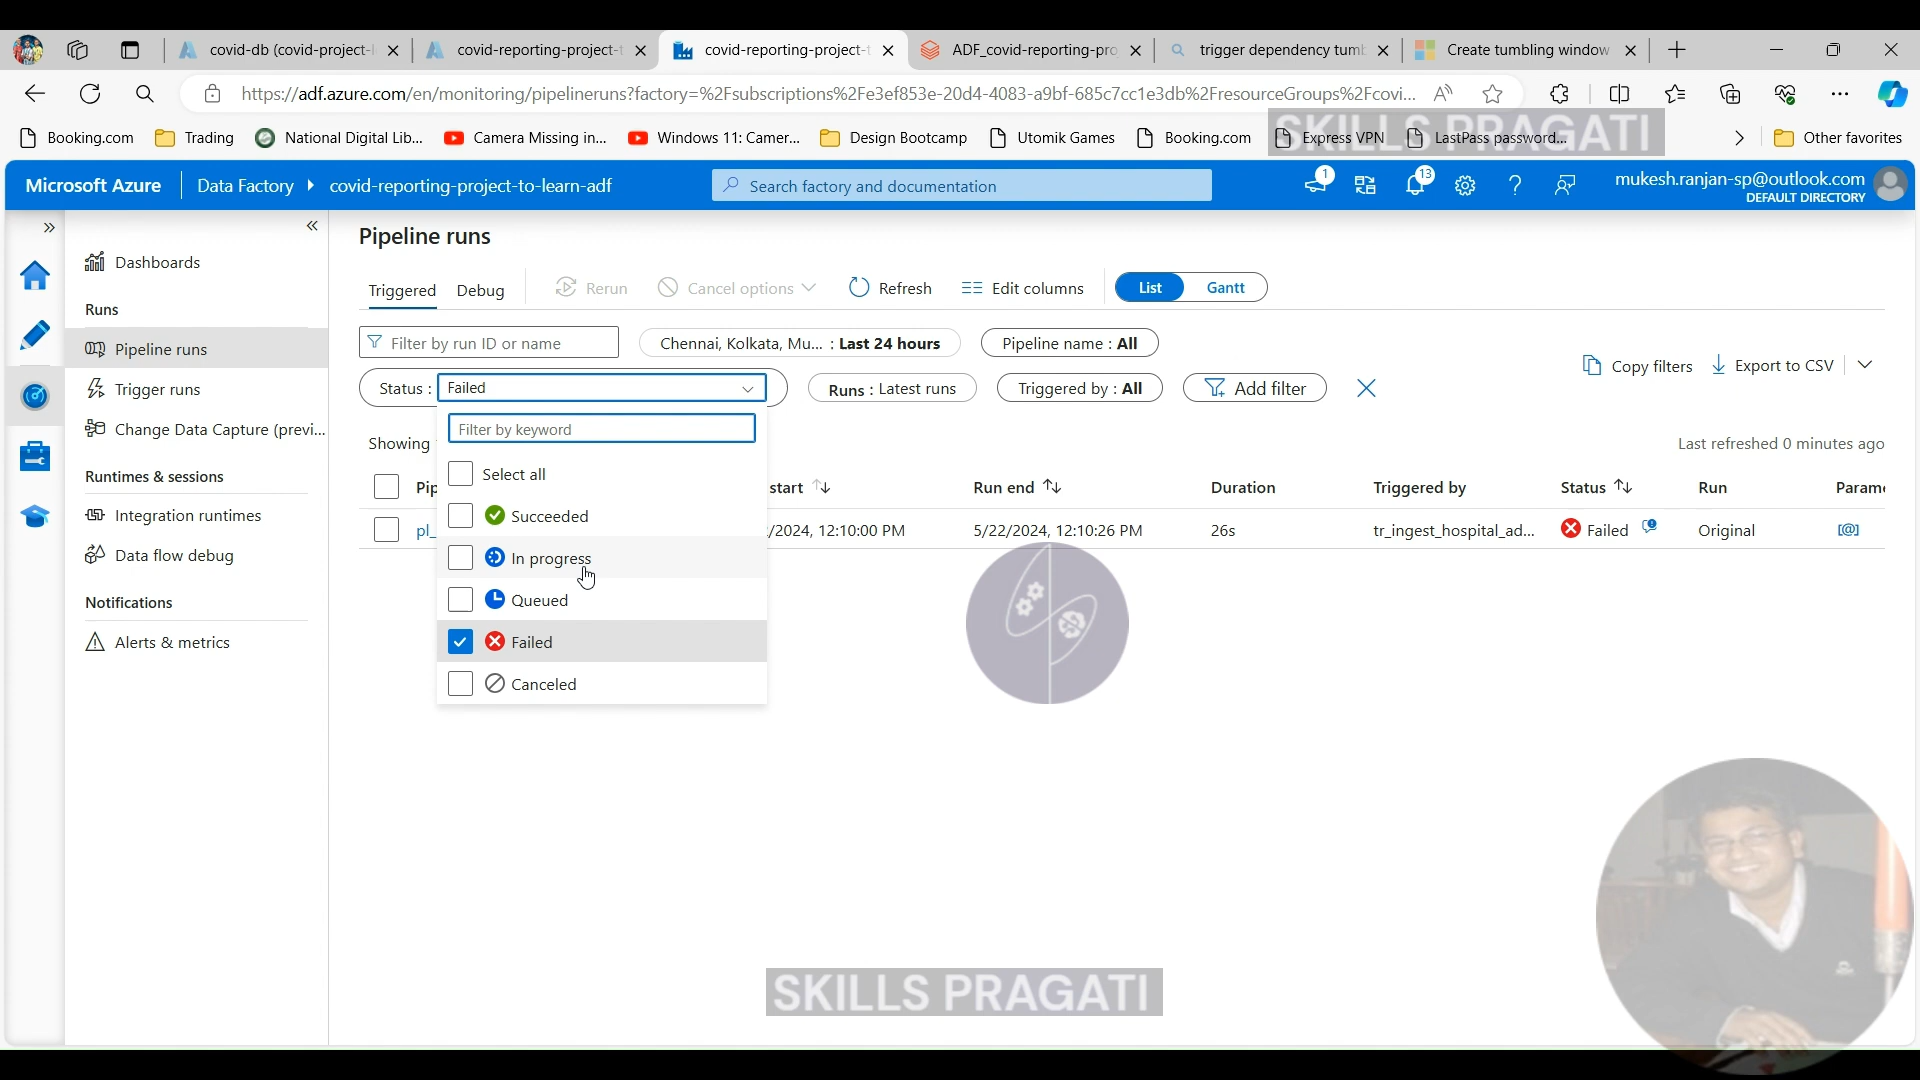 covid-db (covid-project-
covid-reporting-project-t
covid-reporting-project-t
ADF_covid-reporting-pro
trigger dependency tumb
Create tumbling window
https://adf.azure.com/en/monitoring/pipelineruns?factory=%2Fsubscriptions%2Fe3ef853e-20d4-4083-a9bf-685c7cc1e3db%2FresourceGroups%2Fcovi...
Booking.com
Trading
National Digital Lib...
Camera Missing in...
Windows 11: Camer...
Design Bootcamp
Utomik Games
Booking.com
Express VPN
LastPass password...
Other favorites
SKILLS PRAGATI
Microsoft Azure
Data Factory
covid-reporting-project-to-learn-adf
Search factory and documentation
1
13
mukesh.ranjan-sp@outlook.com
DEFAULT DIRECTORY
Dashboards
Runs
Pipeline runs
Trigger runs
Change Data Capture (previ...
Runtimes & sessions
Integration runtimes
Data flow debug
Notifications
Alerts & metrics
Pipeline runs
Triggered
Debug
Rerun
Cancel options
Refresh
Edit columns
List
Gantt
Filter by run ID or name
Chennai, Kolkata, Mu... : Last 24 hours
Pipeline name : All
Copy filters
Export to CSV
Status : Failed
Runs : Latest runs
Triggered by : All
Add filter
Filter by keyword
Showing
Last refreshed 0 minutes ago
Select all
Succeeded
In progress
Queued
Failed
Canceled
Pip
start
Run end
Duration
Triggered by
Status
Run
Parame
pl_
/2024, 12:10:00 PM
5/22/2024, 12:10:26 PM
26s
tr_ingest_hospital_ad...
Failed
Original
[@]
SKILLS PRAGATI